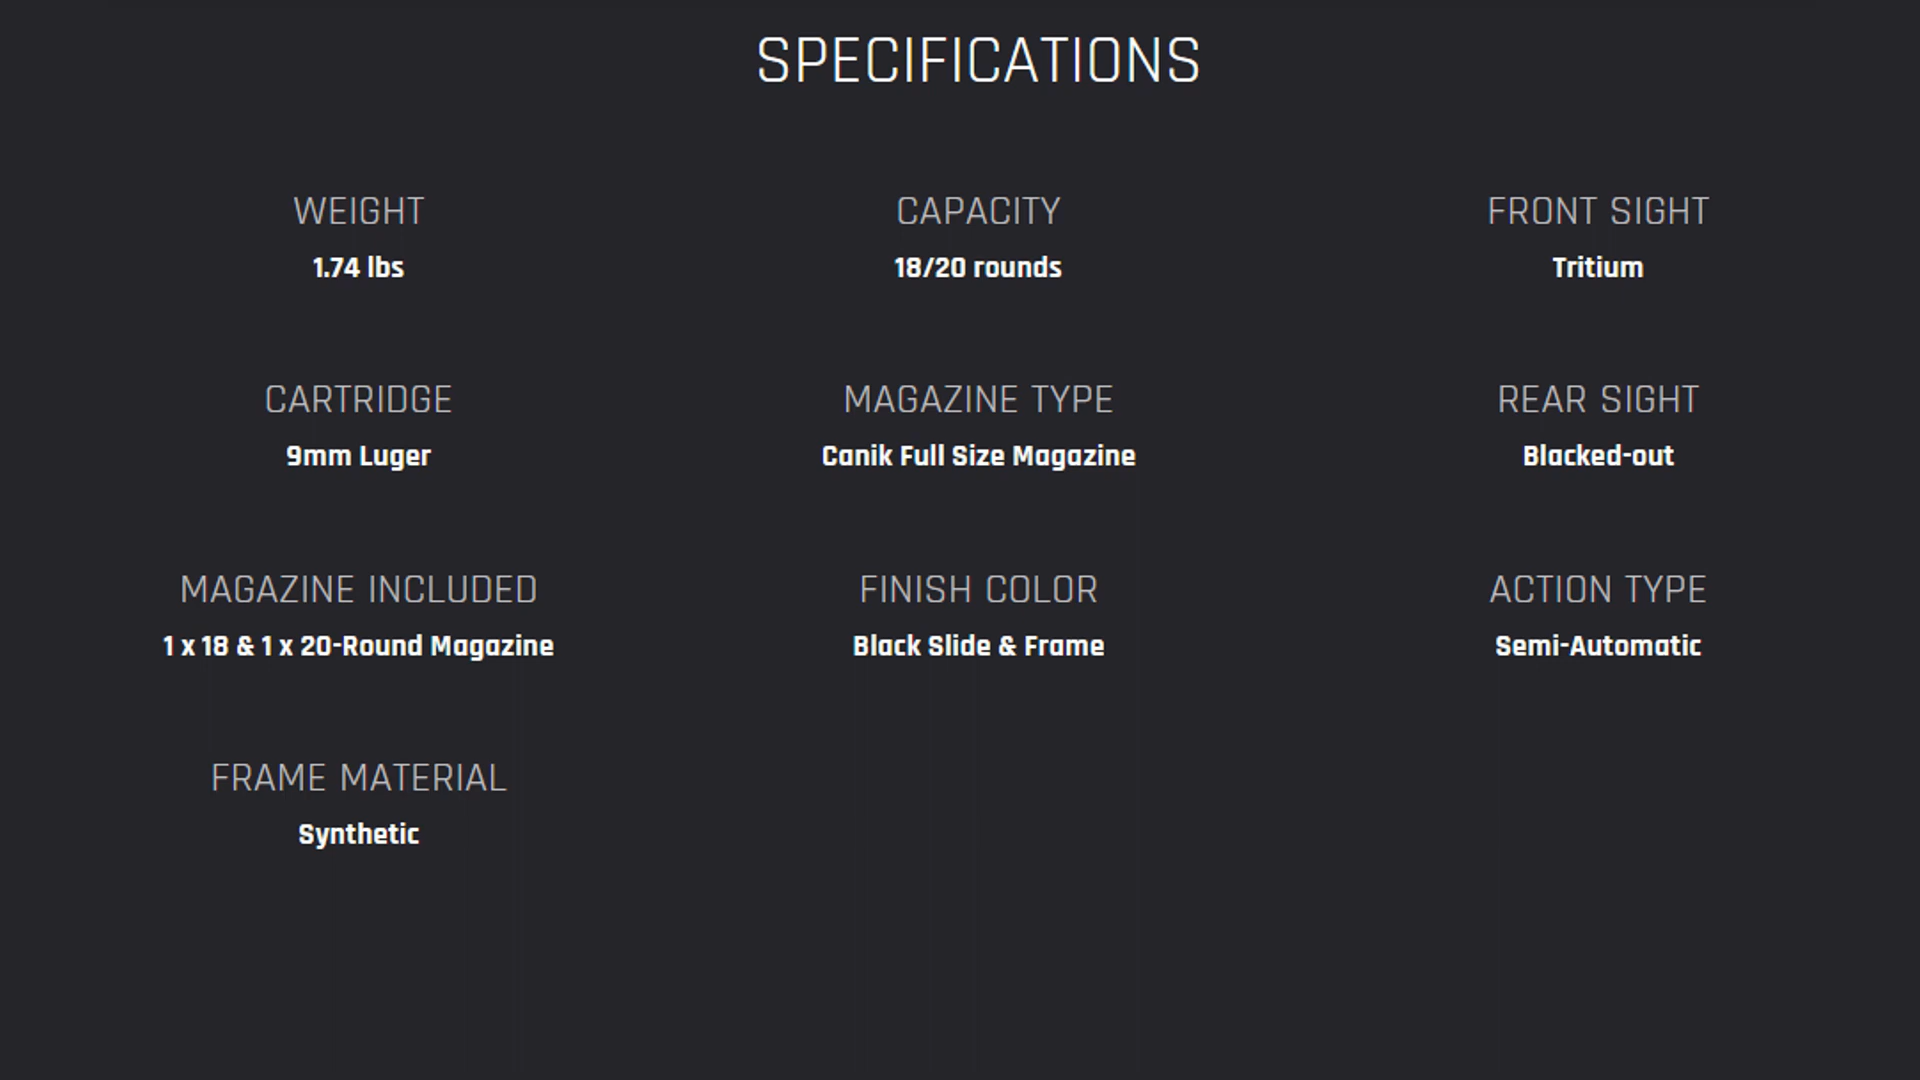 SPECIFICATIONS
WEIGHT
1.74 lbs
CAPACITY
18/20 rounds
FRONT SIGHT
Tritium
CARTRIDGE
9mm Luger
MAGAZINE TYPE
Canik Full Size Magazine
REAR SIGHT
Blacked-out
MAGAZINE INCLUDED
1 x 18 & 1 x 20-Round Magazine
FINISH COLOR
Black Slide & Frame
ACTION TYPE
Semi-Automatic
FRAME MATERIAL
Synthetic